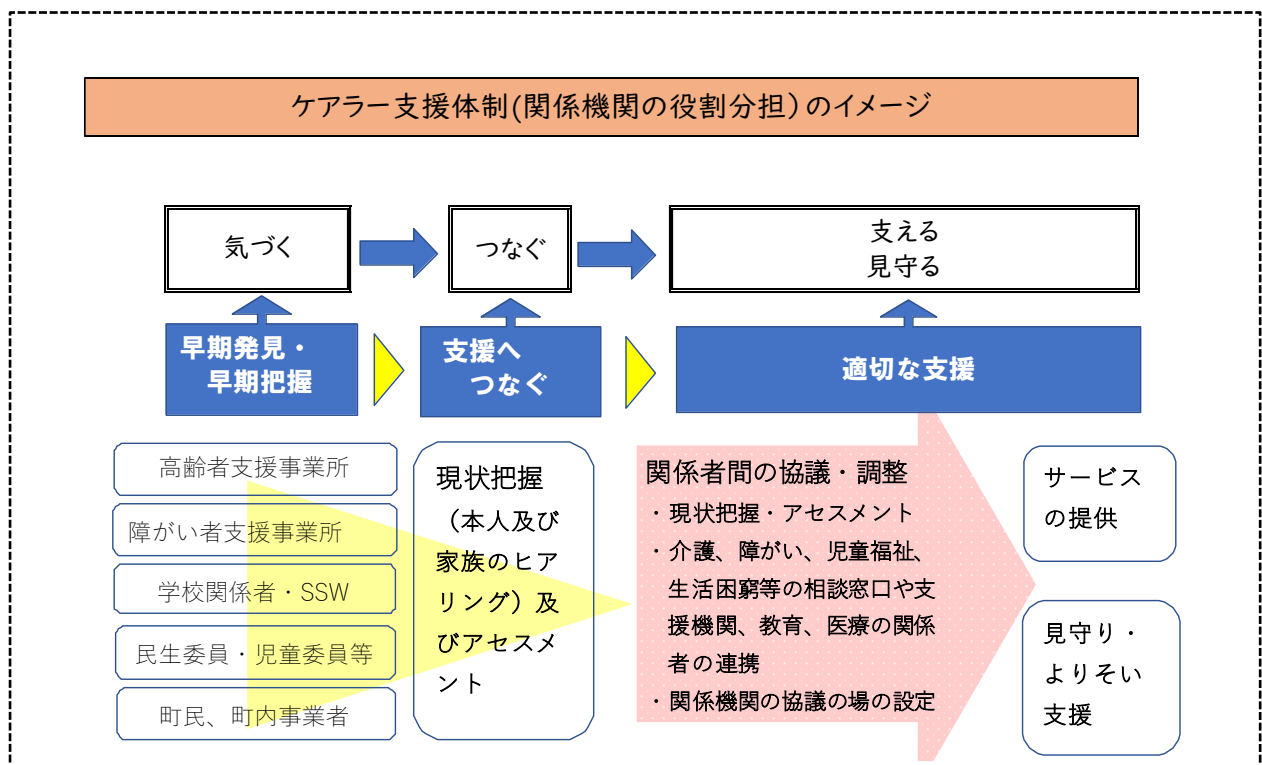 ケアラー支援体制(関係機関の役割分担)のイメージ
気づく
つなぐ
支える
見守る
早期発見・
早期把握
支援へ
つなぐ
適切な支援
高齢者支援事業所
障がい者支援事業所
学校関係者・SSW
民生委員・児童委員等
町民、町内事業者
現状把握
（本人及び
家族のヒア
リング）及
びアセスメ
ント
関係者間の協議・調整
・現状把握・アセスメント
・介護、障がい、児童福祉、
生活困窮等の相談窓口や支
援機関、教育、医療の関係
者の連携
・関係機関の協議の場の設定
サービス
の提供
見守り・
よりそい
支援